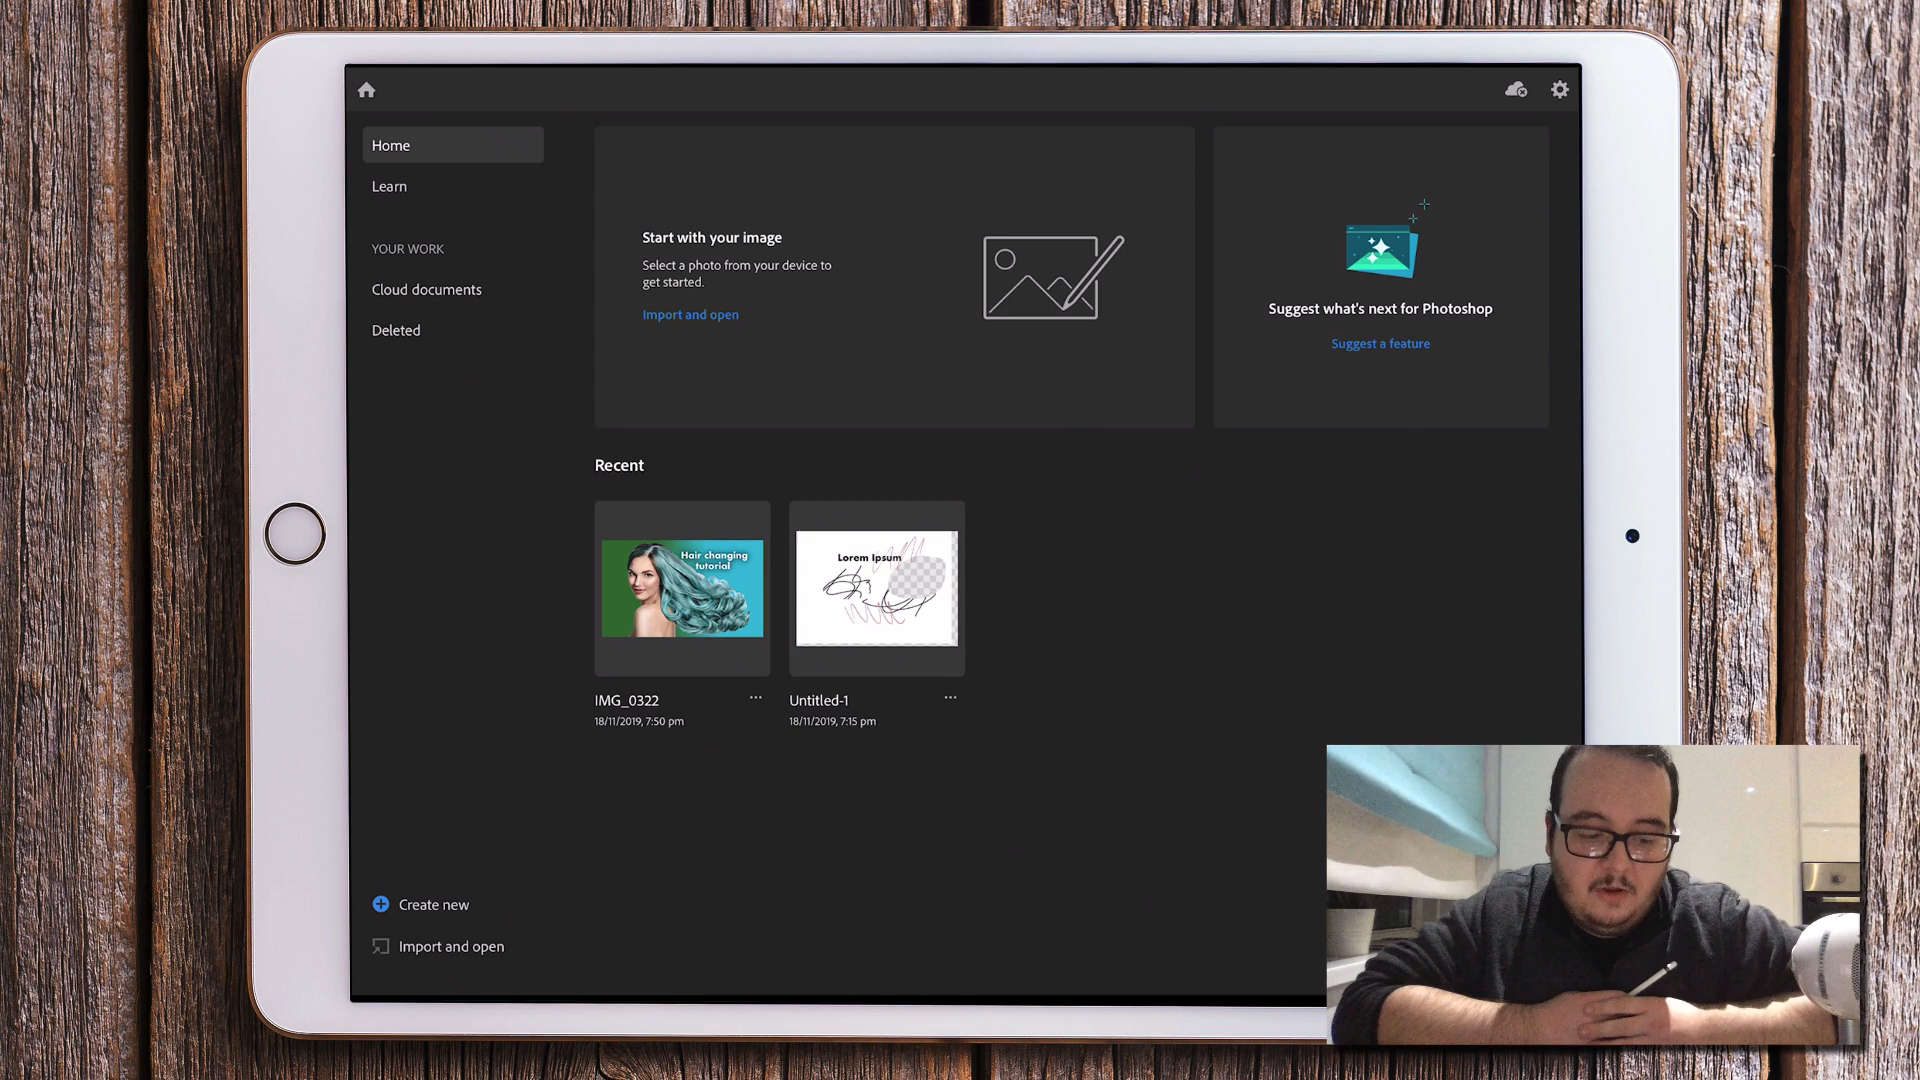 Home
Learn
YOUR WORK
Cloud documents
Deleted
Start with your image
Select a photo from your device to
get started.
Import and open
Suggest what's next for Photoshop
Suggest a feature
Recent
Hair changing
tutorial
Lorem Ipsum
IMG_0322
18/11/2019, 7:50 pm
Untitled-1
18/11/2019, 7:15 pm
Create new
Import and open